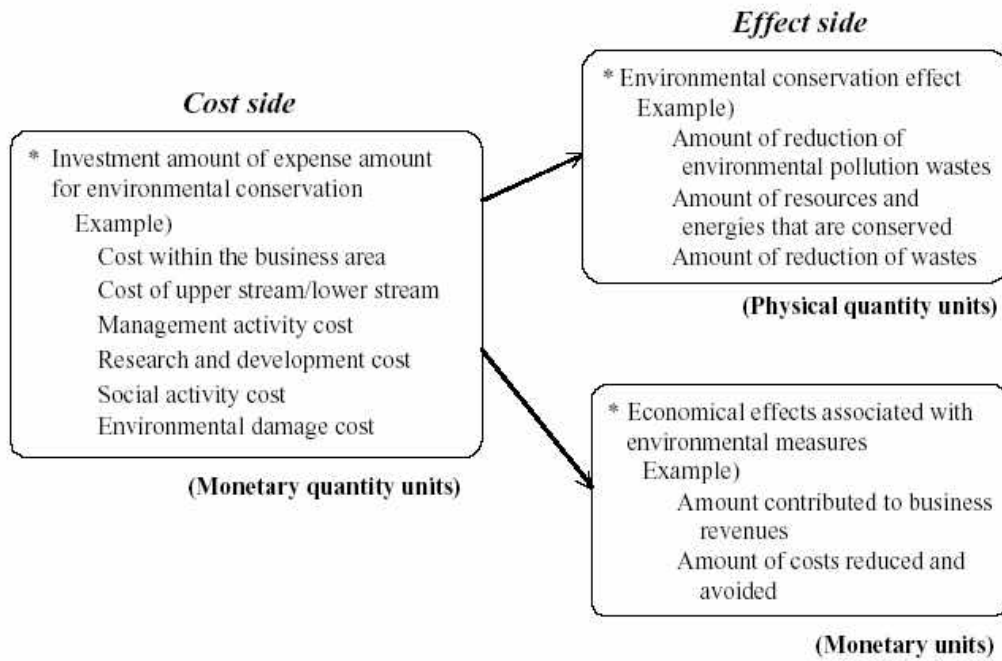 Cost side
* Investment amount of expense amount
for environmental conservation
Example)
Cost within the business area
Cost of upper stream/lower stream
Management activity cost
Research and development cost
Social activity cost
Environmental damage cost
(Monetary quantity units)
Effect side
* Environmental conservation effect
Example)
Amount of reduction of
environmental pollution wastes
Amount of resources and
energies that are conserved
Amount of reduction of wastes
(Physical quantity units)
* Economical effects associated with
environmental measures
Example)
Amount contributed to business
revenues
Amount of costs reduced and
avoided
(Monetary units)